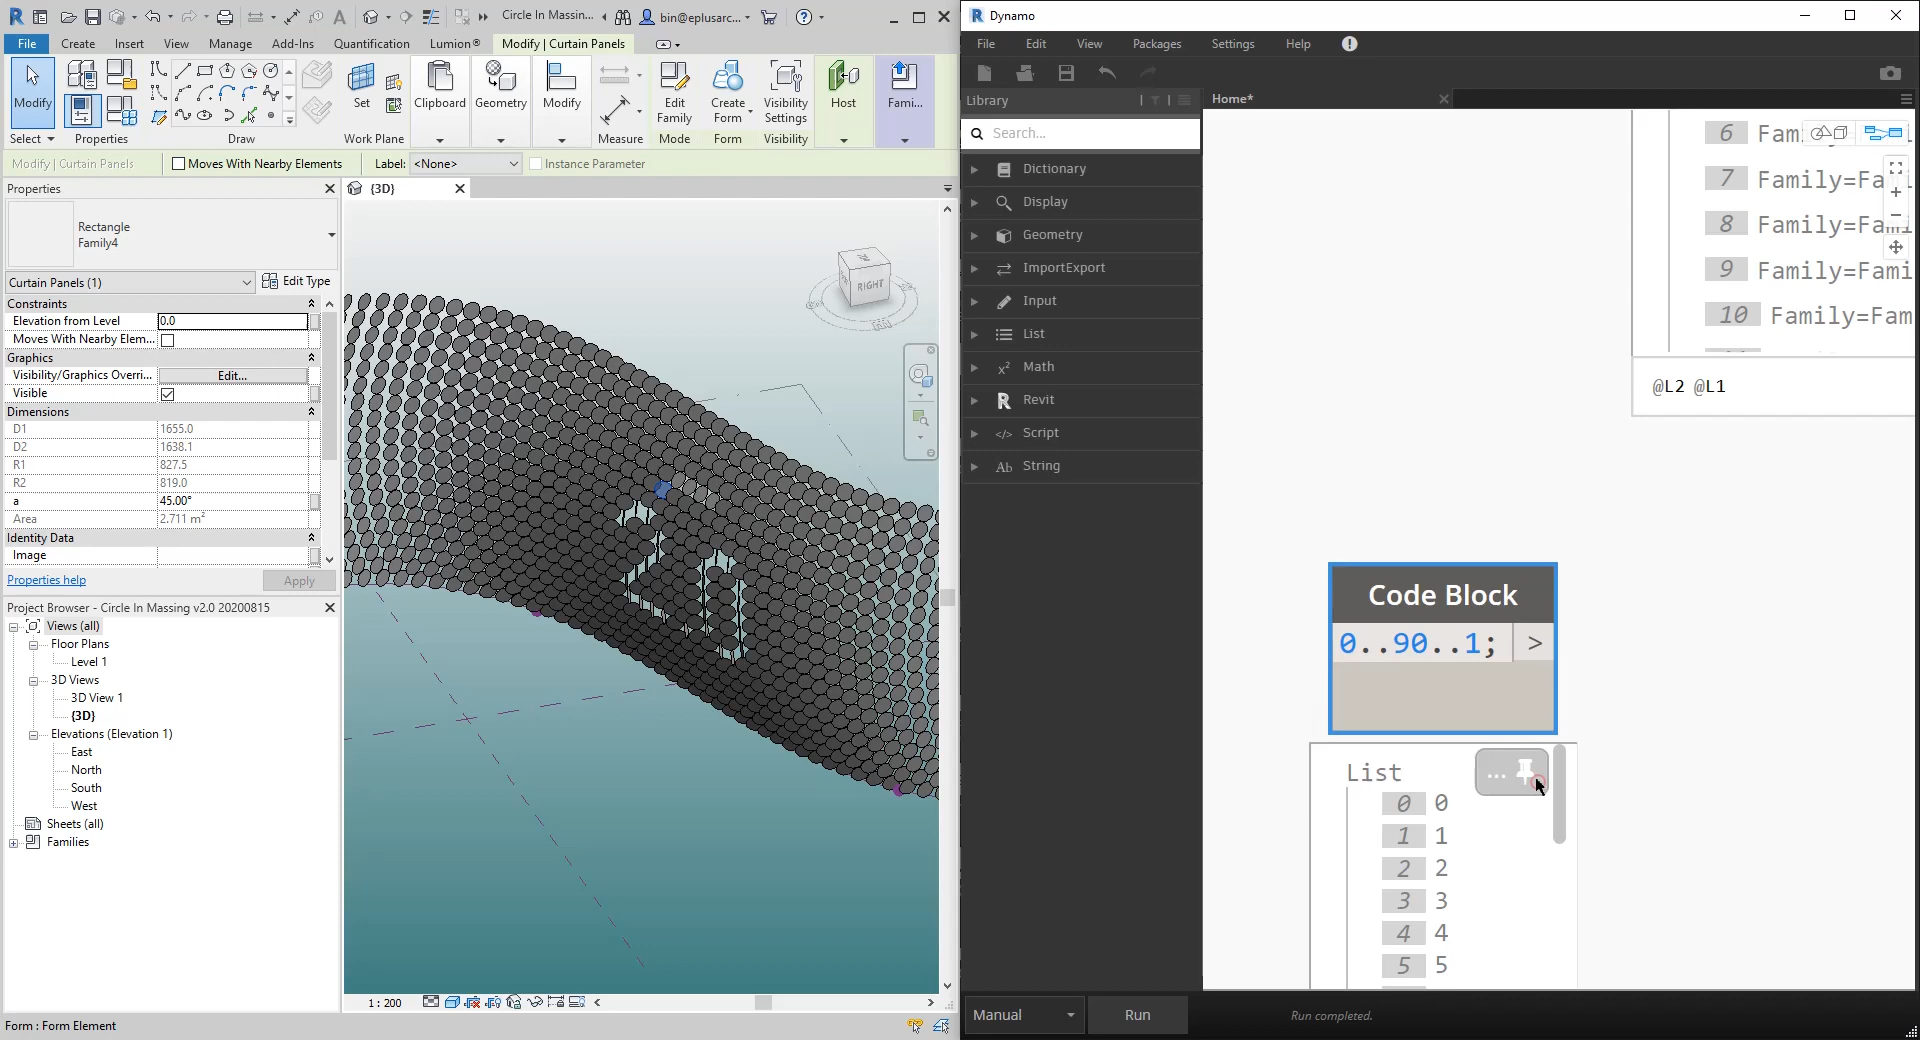 Circle In Massin...
bin@eplusarc...
File
Create
Insert
View
Manage
Add-Ins
Quantification
Lumion®
Modify | Curtain Panels
Modify
Set
Clipboard
Geometry
Modify
Edit
Family
Create
Form
Visibility
Settings
Host
Fami...
Select
Properties
Draw
Work Plane
Measure
Mode
Form
Visibility
Modify | Curtain Panels
Moves With Nearby Elements
Label:
<None>
Instance Parameter
Properties
{3D}
Rectangle
Family4
Curtain Panels (1)
Edit Type
Constraints
Elevation from Level
0.0
Moves With Nearby Elem...
Graphics
Visibility/Graphics Overri...
Edit...
Visible
Dimensions
D1
1655.0
D2
1638.1
R1
827.5
R2
819.0
a
45.00°
Area
2.711 m²
Identity Data
Image
Properties help
Apply
Project Browser - Circle In Massing v2.0 20200815
Views (all)
Floor Plans
Level 1
3D Views
3D View 1
{3D}
Elevations (Elevation 1)
East
North
South
West
Sheets (all)
Families
RIGHT
1 : 200
Form : Form Element
Dynamo
File
Edit
View
Packages
Settings
Help
Library
Home*
Search...
Dictionary
Display
Geometry
ImportExport
Input
List
Math
Revit
Script
Ab String
6 Fam
7 Family=Fa
8 Family=Fa
9 Family=Fami
10 Family=Fam
@L2 @L1
Code Block
0..90..1; >
List
0 0
1 1
2 2
3 3
4 4
5 5
Manual
Run
Run completed.